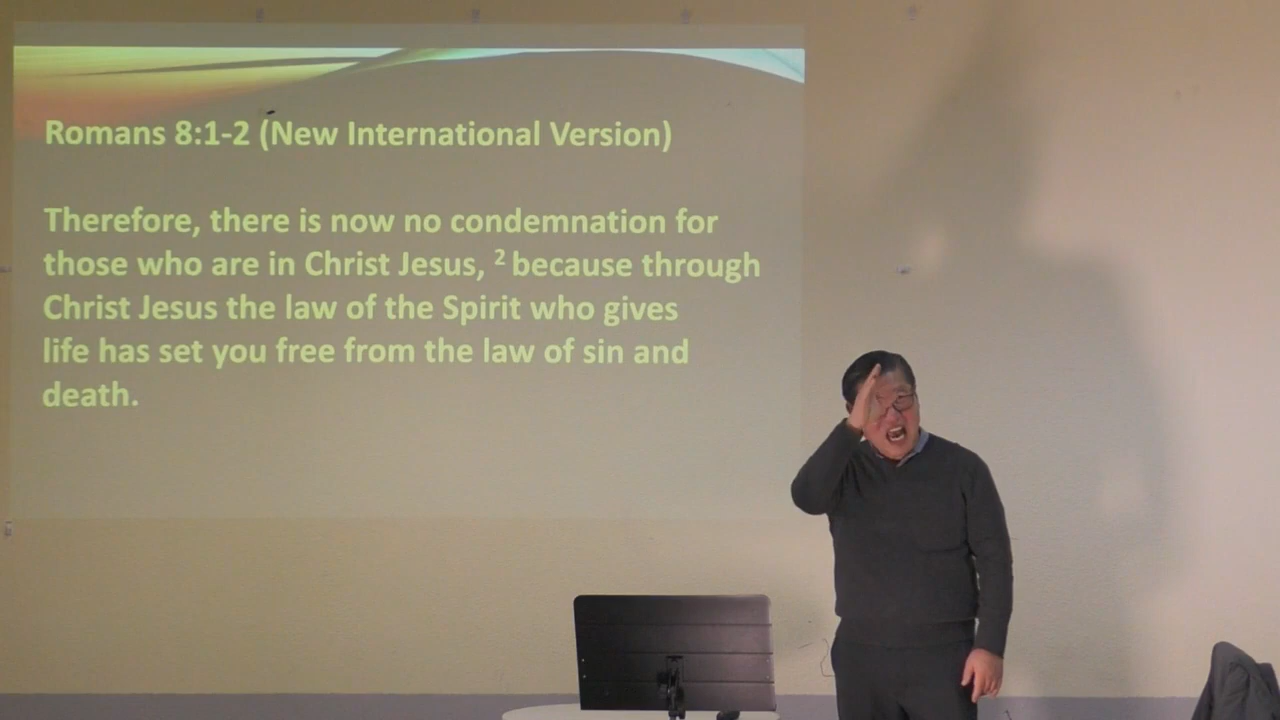 Romans 8:1-2 (New International Version)
Therefore, there is now no condemnation for
those who are in Christ Jesus, ² because through
Christ Jesus the law of the Spirit who gives
life has set you free from the law of sin and
death.